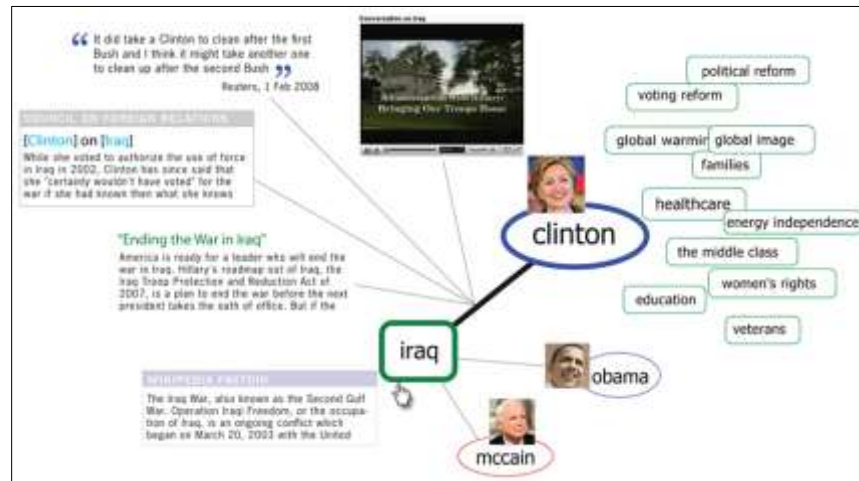 Conversation on Iraq
“ It did take a Clinton to clean after the first
Bush and I think it might take another one
to clean up after the second Bush ”
Reuters, 1 Feb 2008
COUNCIL ON FOREIGN RELATIONS
[Clinton] on [Iraq]
While she voted to authorize the use of force
in Iraq in 2002, Clinton has since said that
she "certainly wouldn't have voted" for the
war if she had known then what she knows
"Ending the War in Iraq"
America is ready for a leader who will end the
war in Iraq. Hillary's roadmap out of Iraq, the
Iraq Troop Protection and Reduction Act of
2007, is a plan to end the war before the next
president takes the oath of office. But if the
WIKIPEDIA FACTOID
The Iraq War, also known as the Second Gulf
War, Operation Iraqi Freedom, or the occupa-
tion of Iraq, is an ongoing conflict which
began on March 20, 2003 with the United
Bringing Our Troops Home
political reform
voting reform
global warmin
global image
families
healthcare
energy independence
clinton
the middle class
women's rights
education
veterans
iraq
obama
mccain